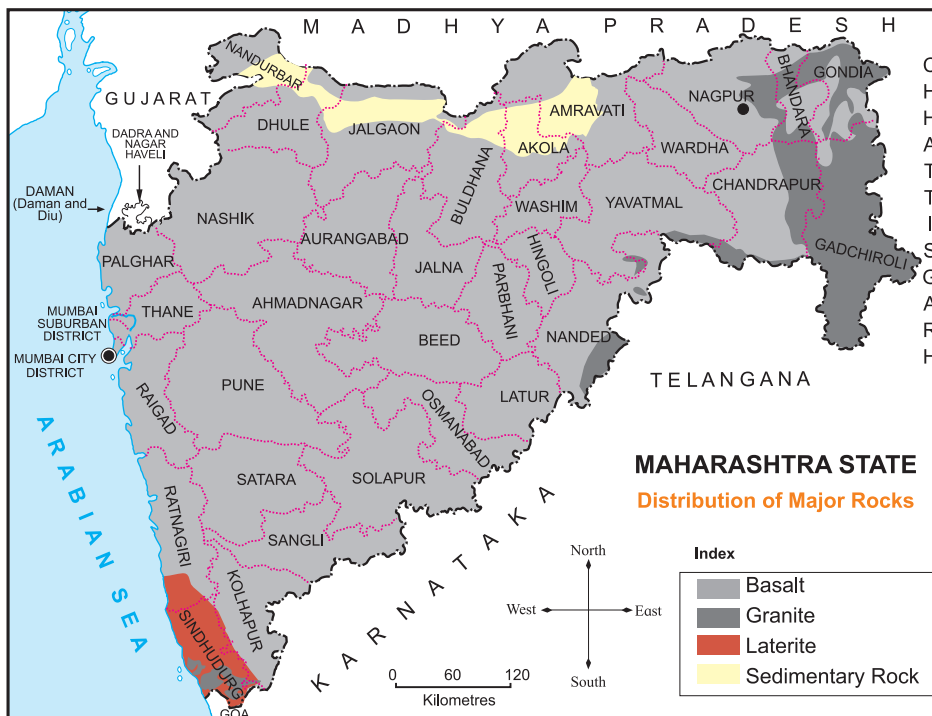 M A D H Y A P R A D E S H
CHHATTISGARH
NANDURBAR
GUJARAT
DHULE
JALGAON
AMRAVATI
AKOLA
BULDHANA
WASHIM
NAGPUR
BHANDARA
GONDIA
WARDHA
YAVATMAL
CHANDRAPUR
GADCHIROLI
DADRA AND
NAGAR
HAVELI
DAMAN
(Daman and
Diu)
NASHIK
AURANGABAD
JALNA
PARBHANI
HINGOLI
PALGHAR
THANE
AHMADNAGAR
BEED
NANDED
MUMBAI
SUBURBAN
DISTRICT
MUMBAI CITY
DISTRICT
RAIGAD
PUNE
LATUR
OSMANABAD
TELANGANA
ARABIAN SEA
SATARA
SOLAPUR
RATNAGIRI
SANGLI
KOLHAPUR
SINDHUDURG
GOA
KARNATAKA
MAHARASHTRA STATE
Distribution of Major Rocks
North
West
East
South
0 60 120
Kilometres
Index
Basalt
Granite
Laterite
Sedimentary Rock